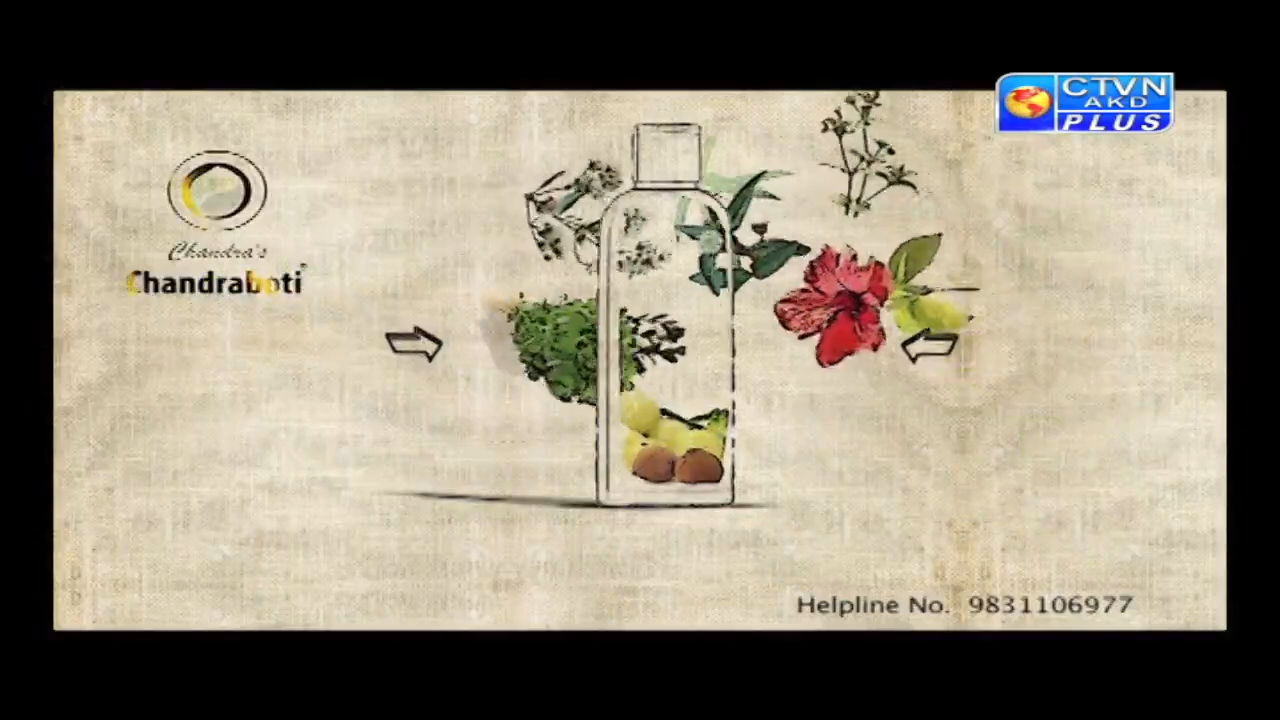 CTVN
AKD
PLUS
Chandra's
Chandraboti
Helpline No. 9831106977